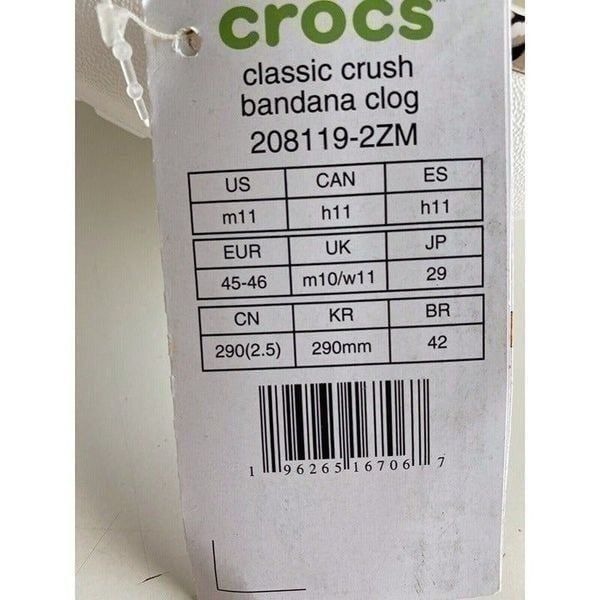 crocs™
classic crush
bandana clog
208119-2ZM
US CAN ES
m11 h11 h11
EUR UK JP
45-46 m10/w11 29
CN KR BR
290(2.5) 290mm 42
1 96265 16706 7